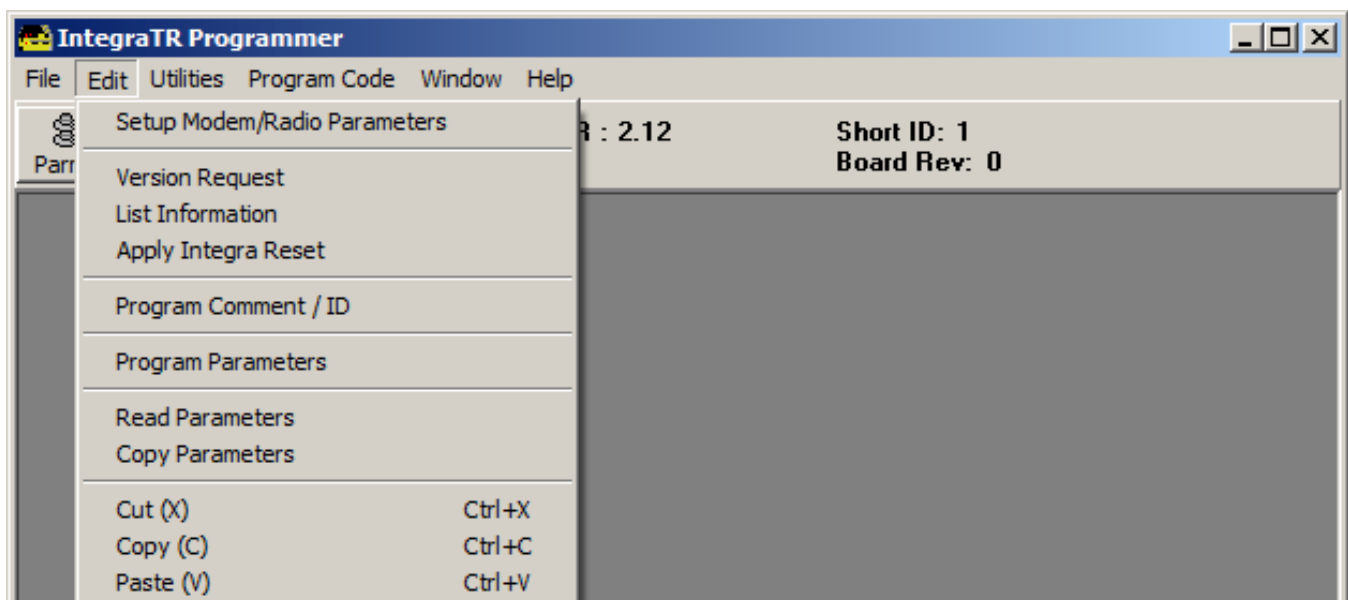 IntegraTR Programmer
File Edit Utilities Program Code Window Help
Setup Modem/Radio Parameters
: 2.12
Short ID: 1
Board Rev: 0
Version Request
List Information
Apply Integra Reset
Program Comment / ID
Program Parameters
Read Parameters
Copy Parameters
Cut (X) Ctrl+X
Copy (C) Ctrl+C
Paste (V) Ctrl+V